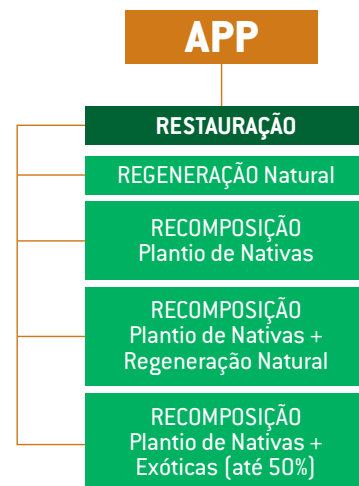 APP
RESTAURAÇÃO
REGENERAÇÃO Natural
RECOMPOSIÇÃO
Plantio de Nativas
RECOMPOSIÇÃO
Plantio de Nativas +
Regeneração Natural
RECOMPOSIÇÃO
Plantio de Nativas +
Exóticas (até 50%)